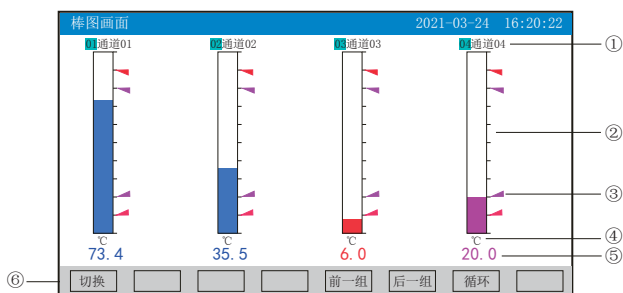 棒图画面 2021-03-24 16:20:22
01通道01 02通道02 03通道03 04通道04 ①
②
③
℃ ℃ ℃ ℃ ④
73.4 35.5 6.0 20.0 ⑤
⑥ 切换 前一组 后一组 循环